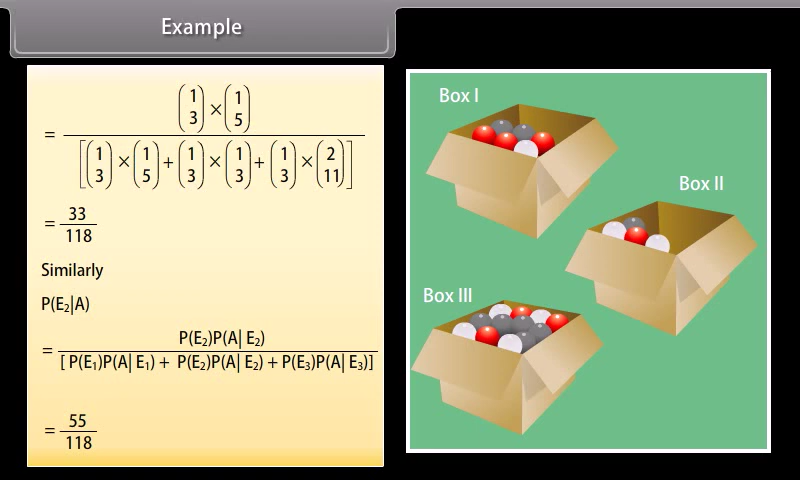 Example
= (1/3) × (1/5) / [(1/3) × (1/5) + (1/3) × (1/3) + (1/3) × (2/11)]
= 33/118
Similarly
P(E₂|A)
= P(E₂)P(A| E₂) / [ P(E₁)P(A| E₁) + P(E₂)P(A| E₂) + P(E₃)P(A| E₃)]
= 55/118
Box I
Box II
Box III